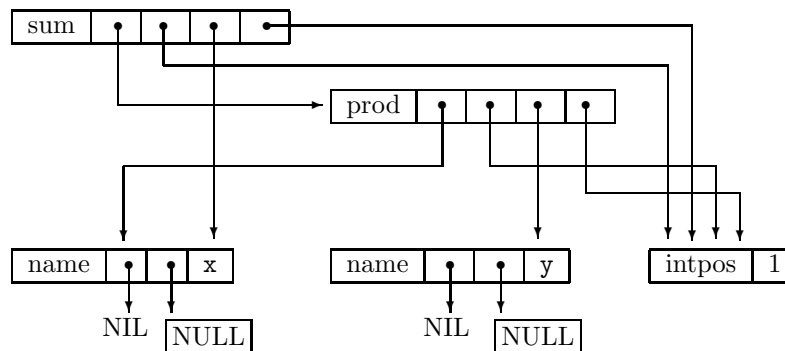 sum
prod
name x name y intpos 1
NIL NULL NIL NULL